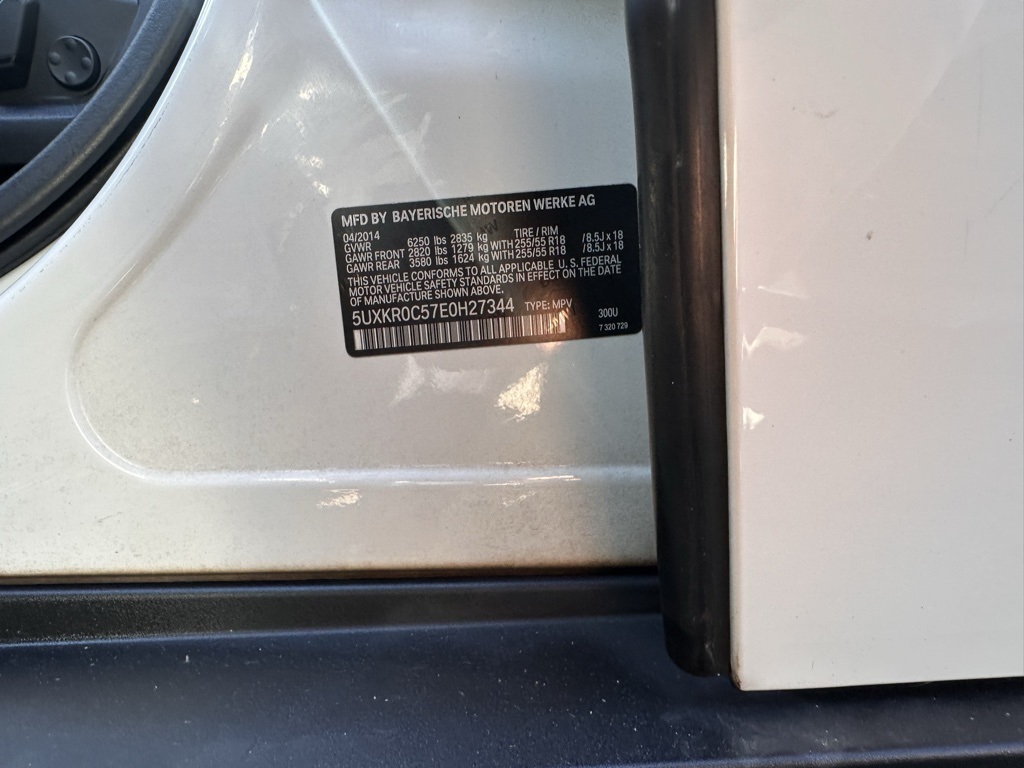 MFD BY BAYERISCHE MOTOREN WERKE AG
04/2014 TIRE / RIM
GVWR 6250 lbs 2835 kg
GAWR FRONT 2820 lbs 1279 kg WITH 255/55 R18 / 8.5J x 18
GAWR REAR 3580 lbs 1624 kg WITH 255/55 R18 / 8.5J x 18
THIS VEHICLE CONFORMS TO ALL APPLICABLE U.S. FEDERAL
MOTOR VEHICLE SAFETY STANDARDS IN EFFECT ON THE DATE
OF MANUFACTURE SHOWN ABOVE.
5UXKR0C57E0H27344 TYPE: MPV 300U
7 320 729